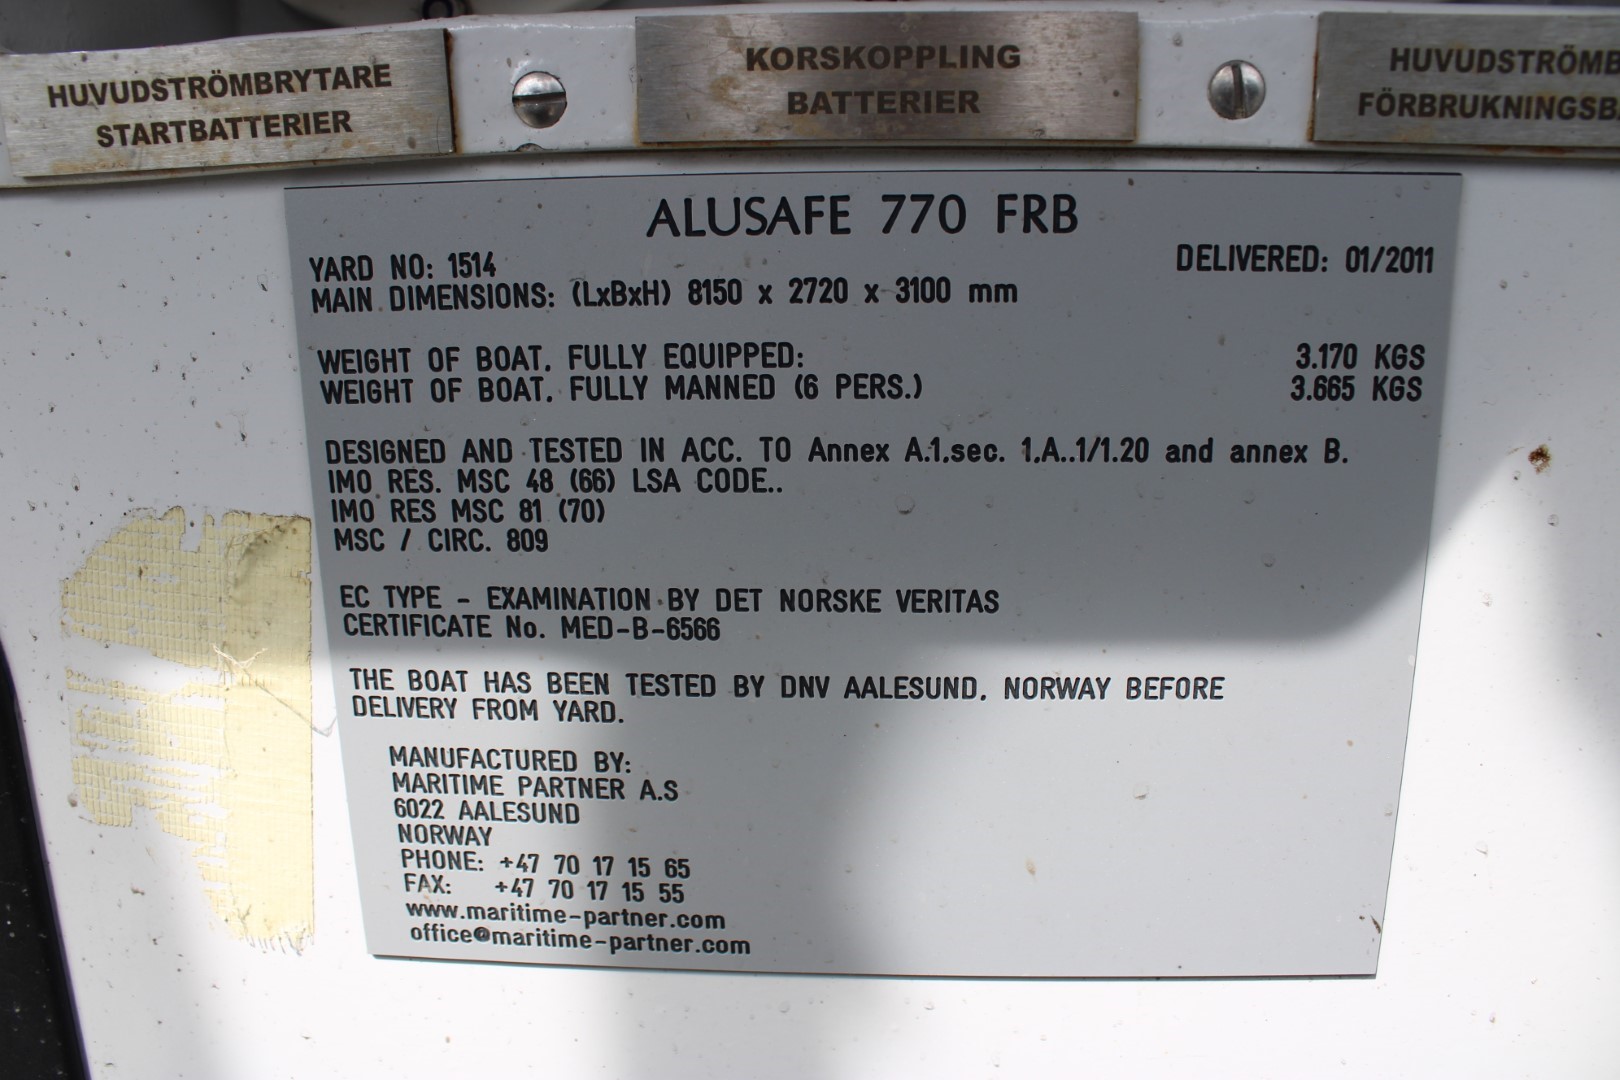 HUVUDSTRÖMBRYTARE
STARTBATTERIER
KORSKOPPLING
BATTERIER
HUVUDSTRÖMB
FÖRBRUKNINGSB
ALUSAFE 770 FRB
YARD NO: 1514
DELIVERED: 01/2011
MAIN DIMENSIONS: (LxBxH) 8150 x 2720 x 3100 mm
WEIGHT OF BOAT. FULLY EQUIPPED: 3.170 KGS
WEIGHT OF BOAT. FULLY MANNED (6 PERS.) 3.665 KGS
DESIGNED AND TESTED IN ACC. TO Annex A.1.sec. 1.A..1/1.20 and annex B.
IMO RES. MSC 48 (66) LSA CODE..
IMO RES MSC 81 (70)
MSC / CIRC. 809
EC TYPE - EXAMINATION BY DET NORSKE VERITAS
CERTIFICATE No. MED-B-6566
THE BOAT HAS BEEN TESTED BY DNV AALESUND. NORWAY BEFORE
DELIVERY FROM YARD.
MANUFACTURED BY:
MARITIME PARTNER A.S
6022 AALESUND
NORWAY
PHONE: +47 70 17 15 65
FAX: +47 70 17 15 55
www.maritime-partner.com
office@maritime-partner.com